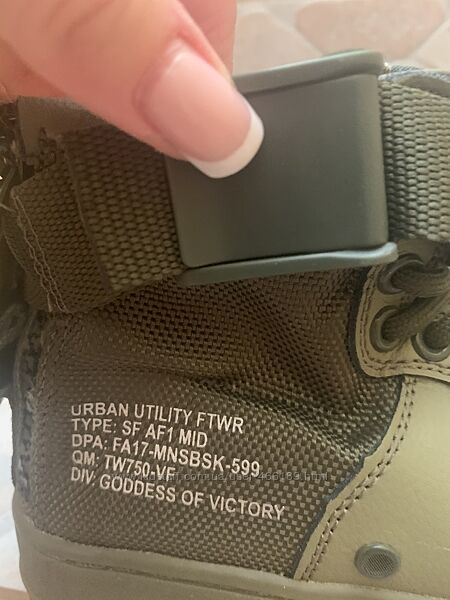 URBAN UTILITY FTWR
TYPE: SF AF1 MID
DPA: FA17-MNSBSK-599
QM: TW750-VF
DIV: GODDESS OF VICTORY